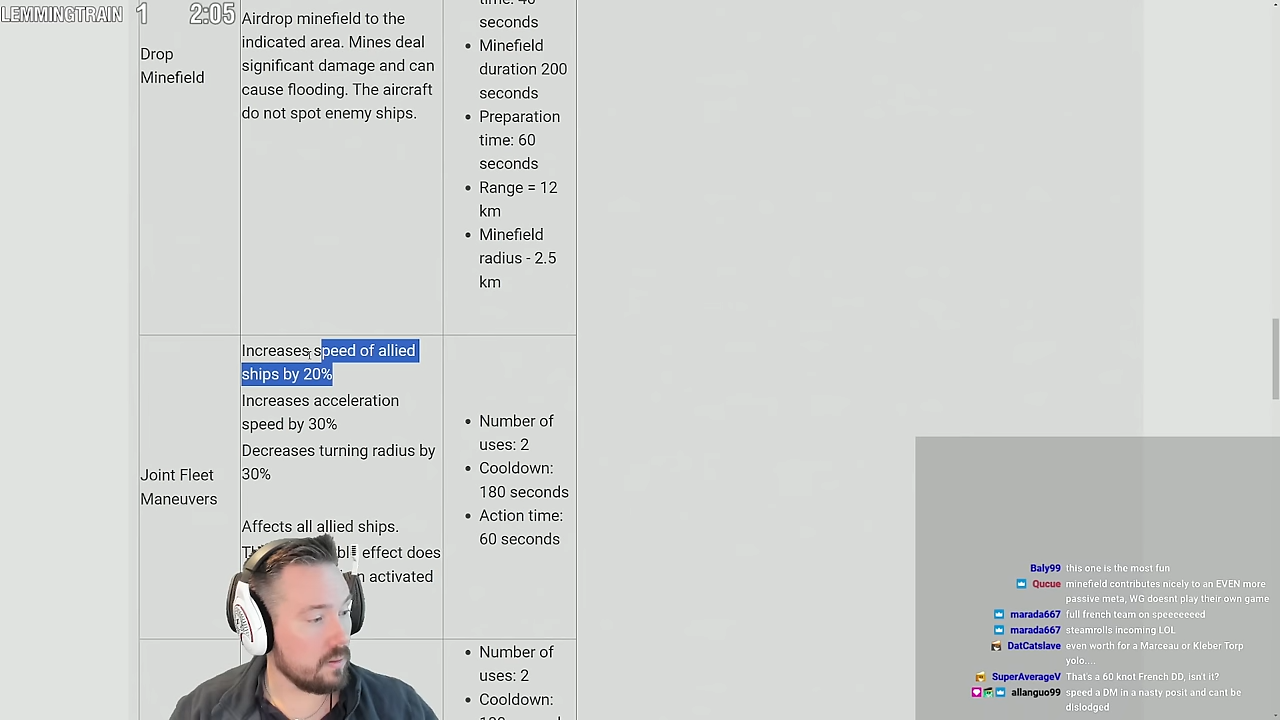 LEMMINGTRAIN 1 2:05
Drop
Minefield
Airdrop minefield to the
indicated area. Mines deal
significant damage and can
cause flooding. The aircraft
do not spot enemy ships.
seconds
• Minefield
duration 200
seconds
• Preparation
time: 60
seconds
• Range = 12
km
• Minefield
radius - 2.5
km
Joint Fleet
Maneuvers
Increases speed of allied
ships by 20%
Increases acceleration
speed by 30%
Decreases turning radius by
30%
Affects all allied ships.
effect does
activated
• Number of
uses: 2
• Cooldown:
180 seconds
• Action time:
60 seconds
• Number of
uses: 2
• Cooldown:
Baly99 this one is the most fun
Qucue minefield contributes nicely to an EVEN more
passive meta, WG doesnt play their own game
marada667 full french team on speeeeeeed
marada667 steamrolls incoming LOL
DatCatslave even worth for a Marceau or Kleber Torp
yolo....
SuperAverageV That's a 60 knot French DD, isn't it?
allanguo99 speed a DM in a nasty posit and cant be
dislodged